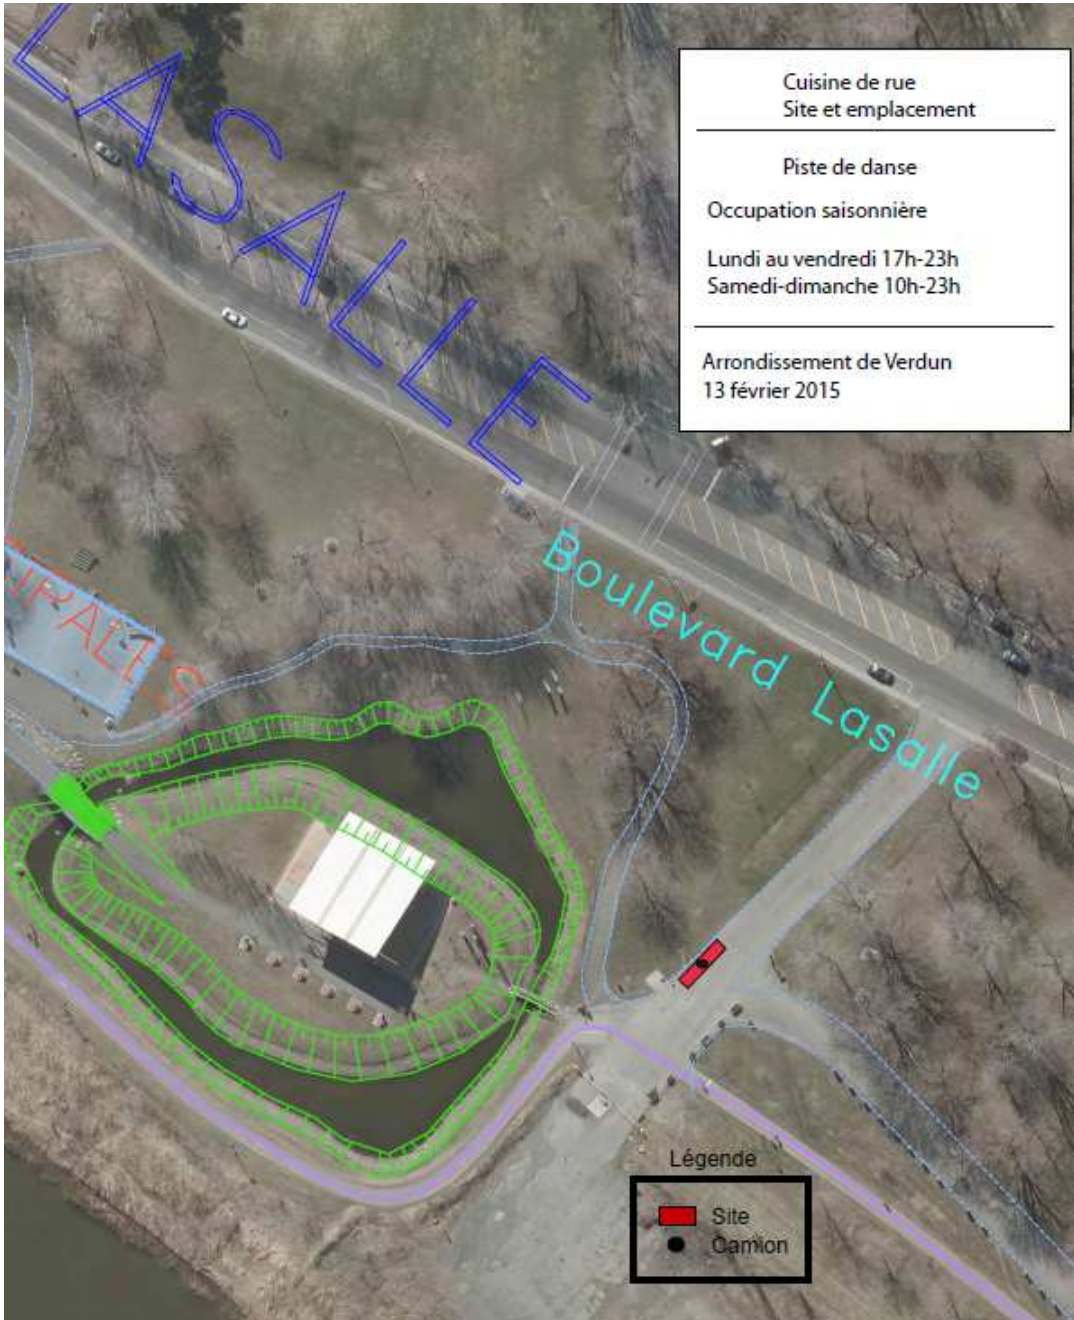 LASALLE
Cuisine de rue
Site et emplacement
Piste de danse
Occupation saisonnière
Lundi au vendredi 17h-23h
Samedi-dimanche 10h-23h
Arrondissement de Verdun
13 février 2015
Boulevard Lasalle
IPALES
Légende
Site
Camion